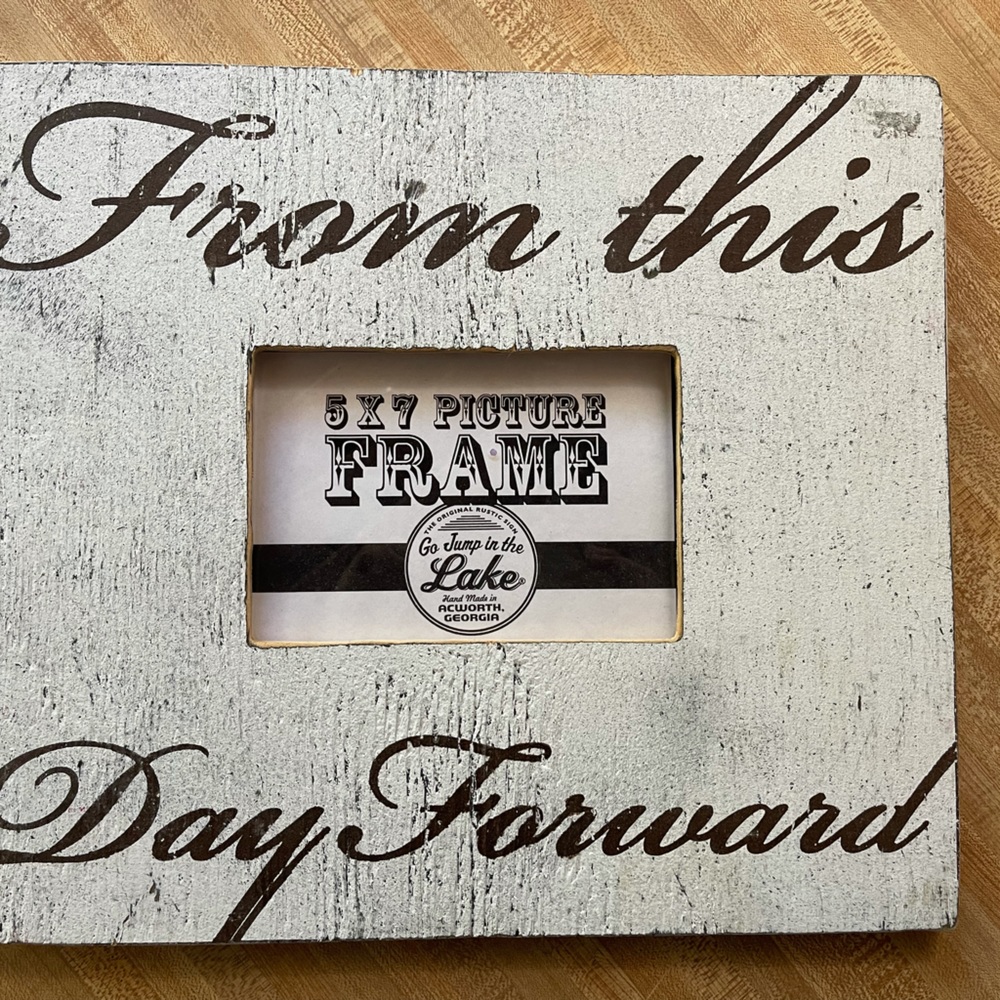 From this
5 X 7 PICTURE
FRAME
THE ORIGINAL RUSTIC SIGN
Go Jump in the
Lake
Hand Made in
ACWORTH,
GEORGIA
Day Forward